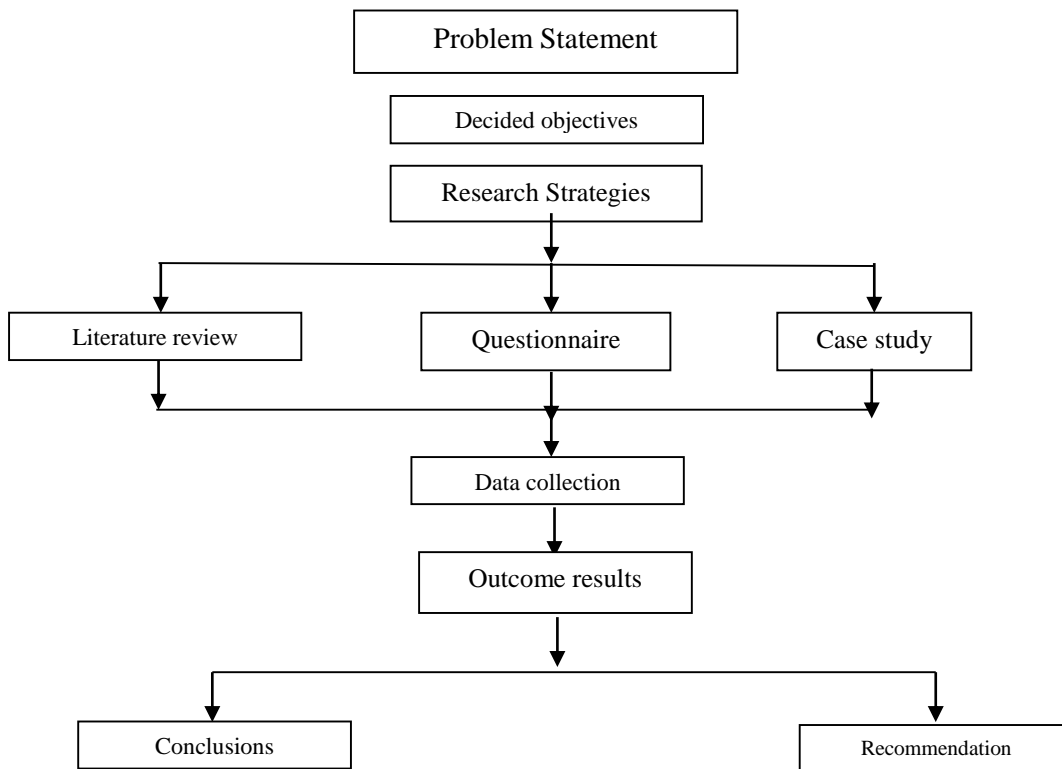 Problem Statement
Decided objectives
Research Strategies
Literature review
Questionnaire
Case study
Data collection
Outcome results
Conclusions
Recommendation